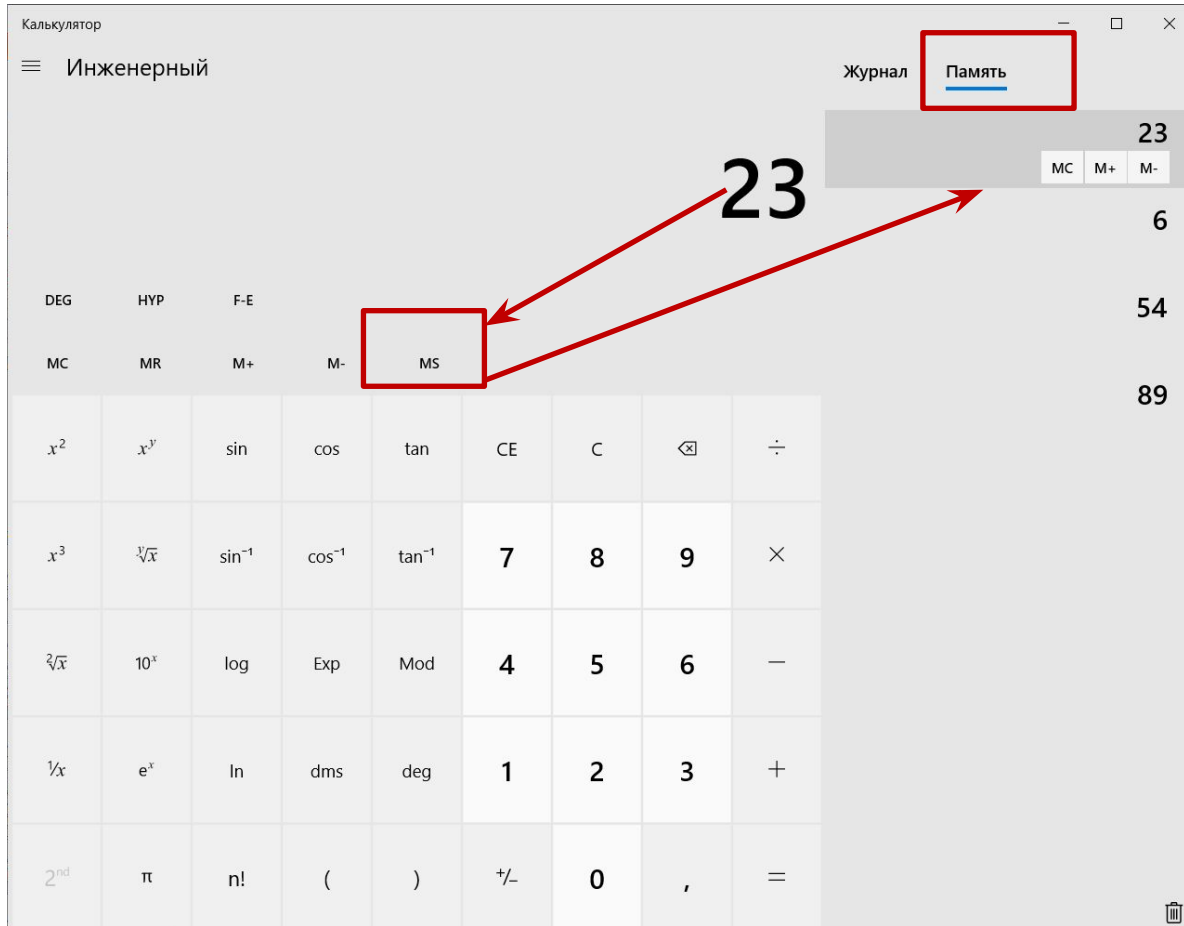 Калькулятор
Инженерный
Журнал Память
23
MC M+ M-
23
6
54
89
DEG HYP F-E
MC MR M+ M- MS
x² xʸ sin cos tan CE C ÷
x³ ʸ√x sin⁻¹ cos⁻¹ tan⁻¹ 7 8 9 ×
²√x 10ˣ log Exp Mod 4 5 6 −
¹/x eˣ ln dms deg 1 2 3 +
2ⁿᵈ π n! ( ) +/− 0 , =